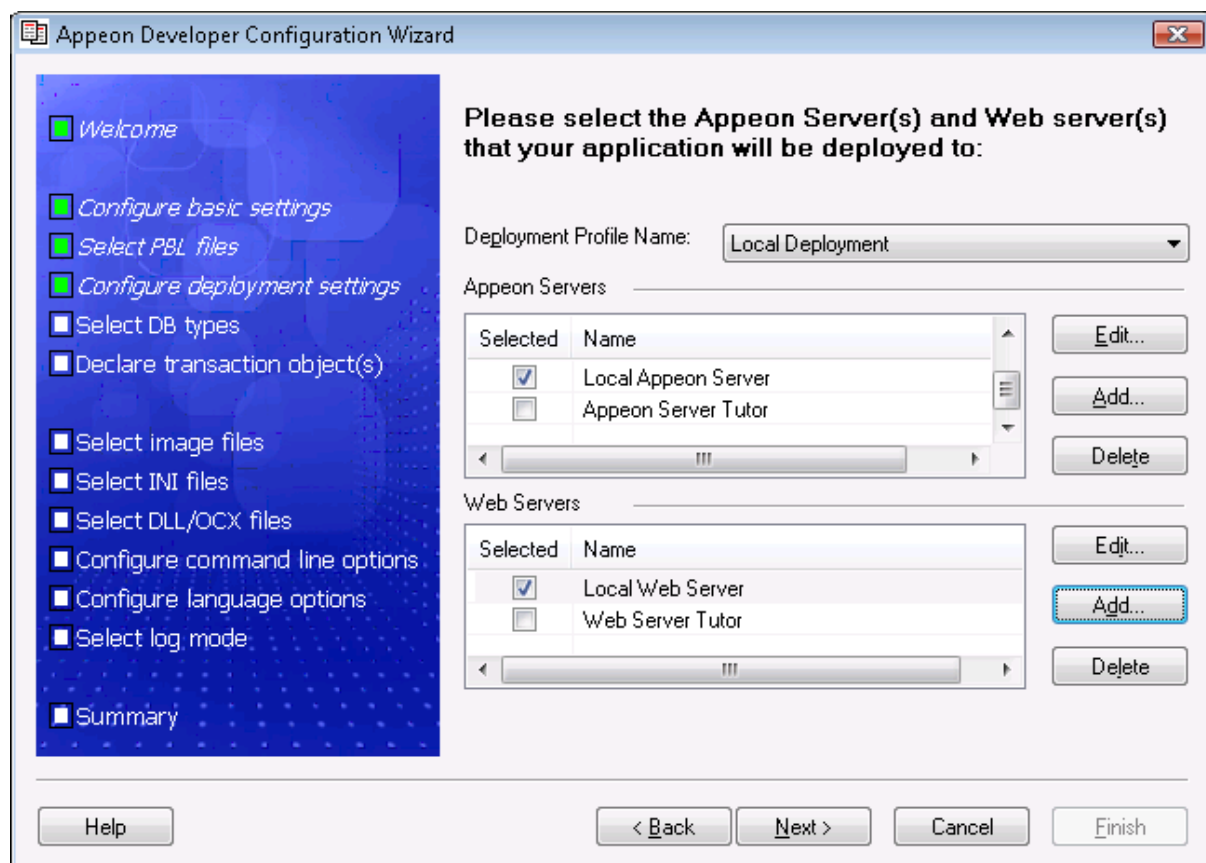 Appeon Developer Configuration Wizard
Welcome
Configure basic settings
Select PBL files
Configure deployment settings
Select DB types
Declare transaction object(s)
Select image files
Select INI files
Select DLL/OCX files
Configure command line options
Configure language options
Select log mode
Summary
Please select the Appeon Server(s) and Web server(s)
that your application will be deployed to:
Deployment Profile Name: Local Deployment
Appeon Servers
Selected Name
Local Appeon Server
Appeon Server Tutor
Edit...
Add...
Delete
Web Servers
Selected Name
Local Web Server
Web Server Tutor
Edit...
Add...
Delete
Help < Back Next > Cancel Finish